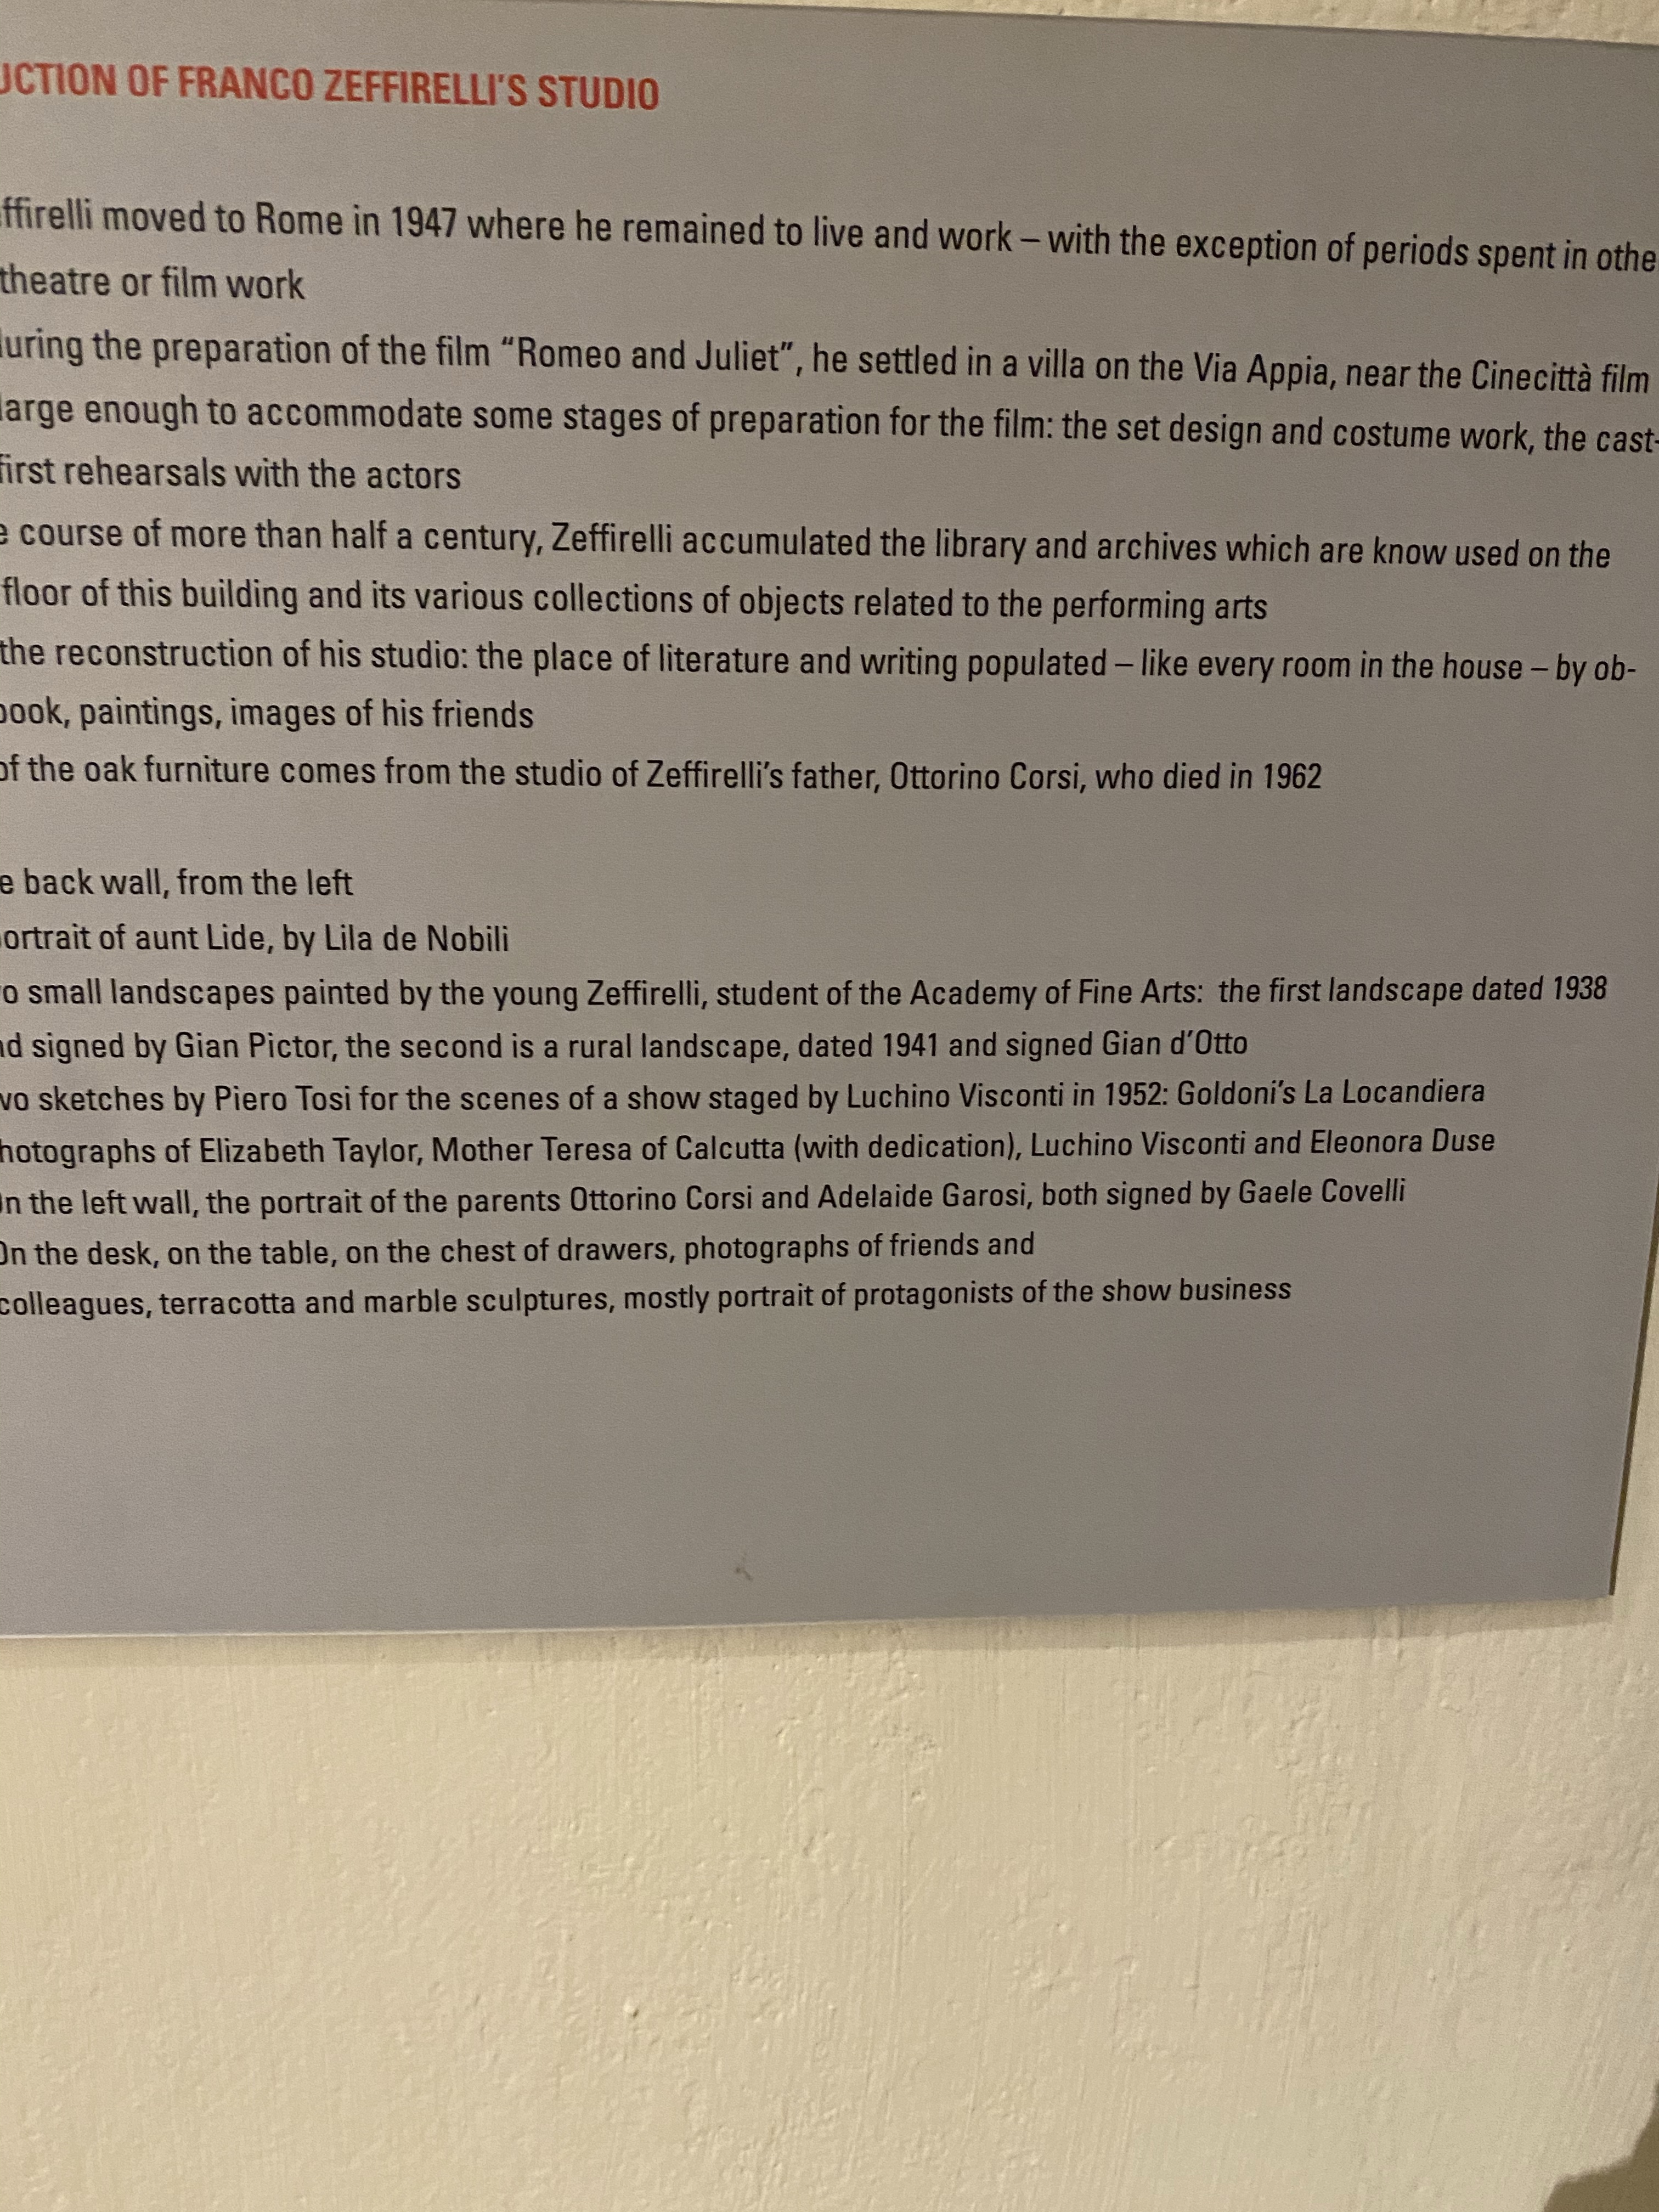 UCTION OF FRANCO ZEFFIRELLI'S STUDIO
ffirelli moved to Rome in 1947 where he remained to live and work – with the exception of periods spent in othe
theatre or film work
during the preparation of the film “Romeo and Juliet”, he settled in a villa on the Via Appia, near the Cinecittà film
large enough to accommodate some stages of preparation for the film: the set design and costume work, the cast-
first rehearsals with the actors
e course of more than half a century, Zeffirelli accumulated the library and archives which are know used on the
floor of this building and its various collections of objects related to the performing arts
the reconstruction of his studio: the place of literature and writing populated – like every room in the house – by ob-
book, paintings, images of his friends
of the oak furniture comes from the studio of Zeffirelli's father, Ottorino Corsi, who died in 1962
e back wall, from the left
ortrait of aunt Lide, by Lila de Nobili
o small landscapes painted by the young Zeffirelli, student of the Academy of Fine Arts: the first landscape dated 1938
nd signed by Gian Pictor, the second is a rural landscape, dated 1941 and signed Gian d'Otto
wo sketches by Piero Tosi for the scenes of a show staged by Luchino Visconti in 1952: Goldoni's La Locandiera
hotographs of Elizabeth Taylor, Mother Teresa of Calcutta (with dedication), Luchino Visconti and Eleonora Duse
On the left wall, the portrait of the parents Ottorino Corsi and Adelaide Garosi, both signed by Gaele Covelli
On the desk, on the table, on the chest of drawers, photographs of friends and
colleagues, terracotta and marble sculptures, mostly portrait of protagonists of the show business